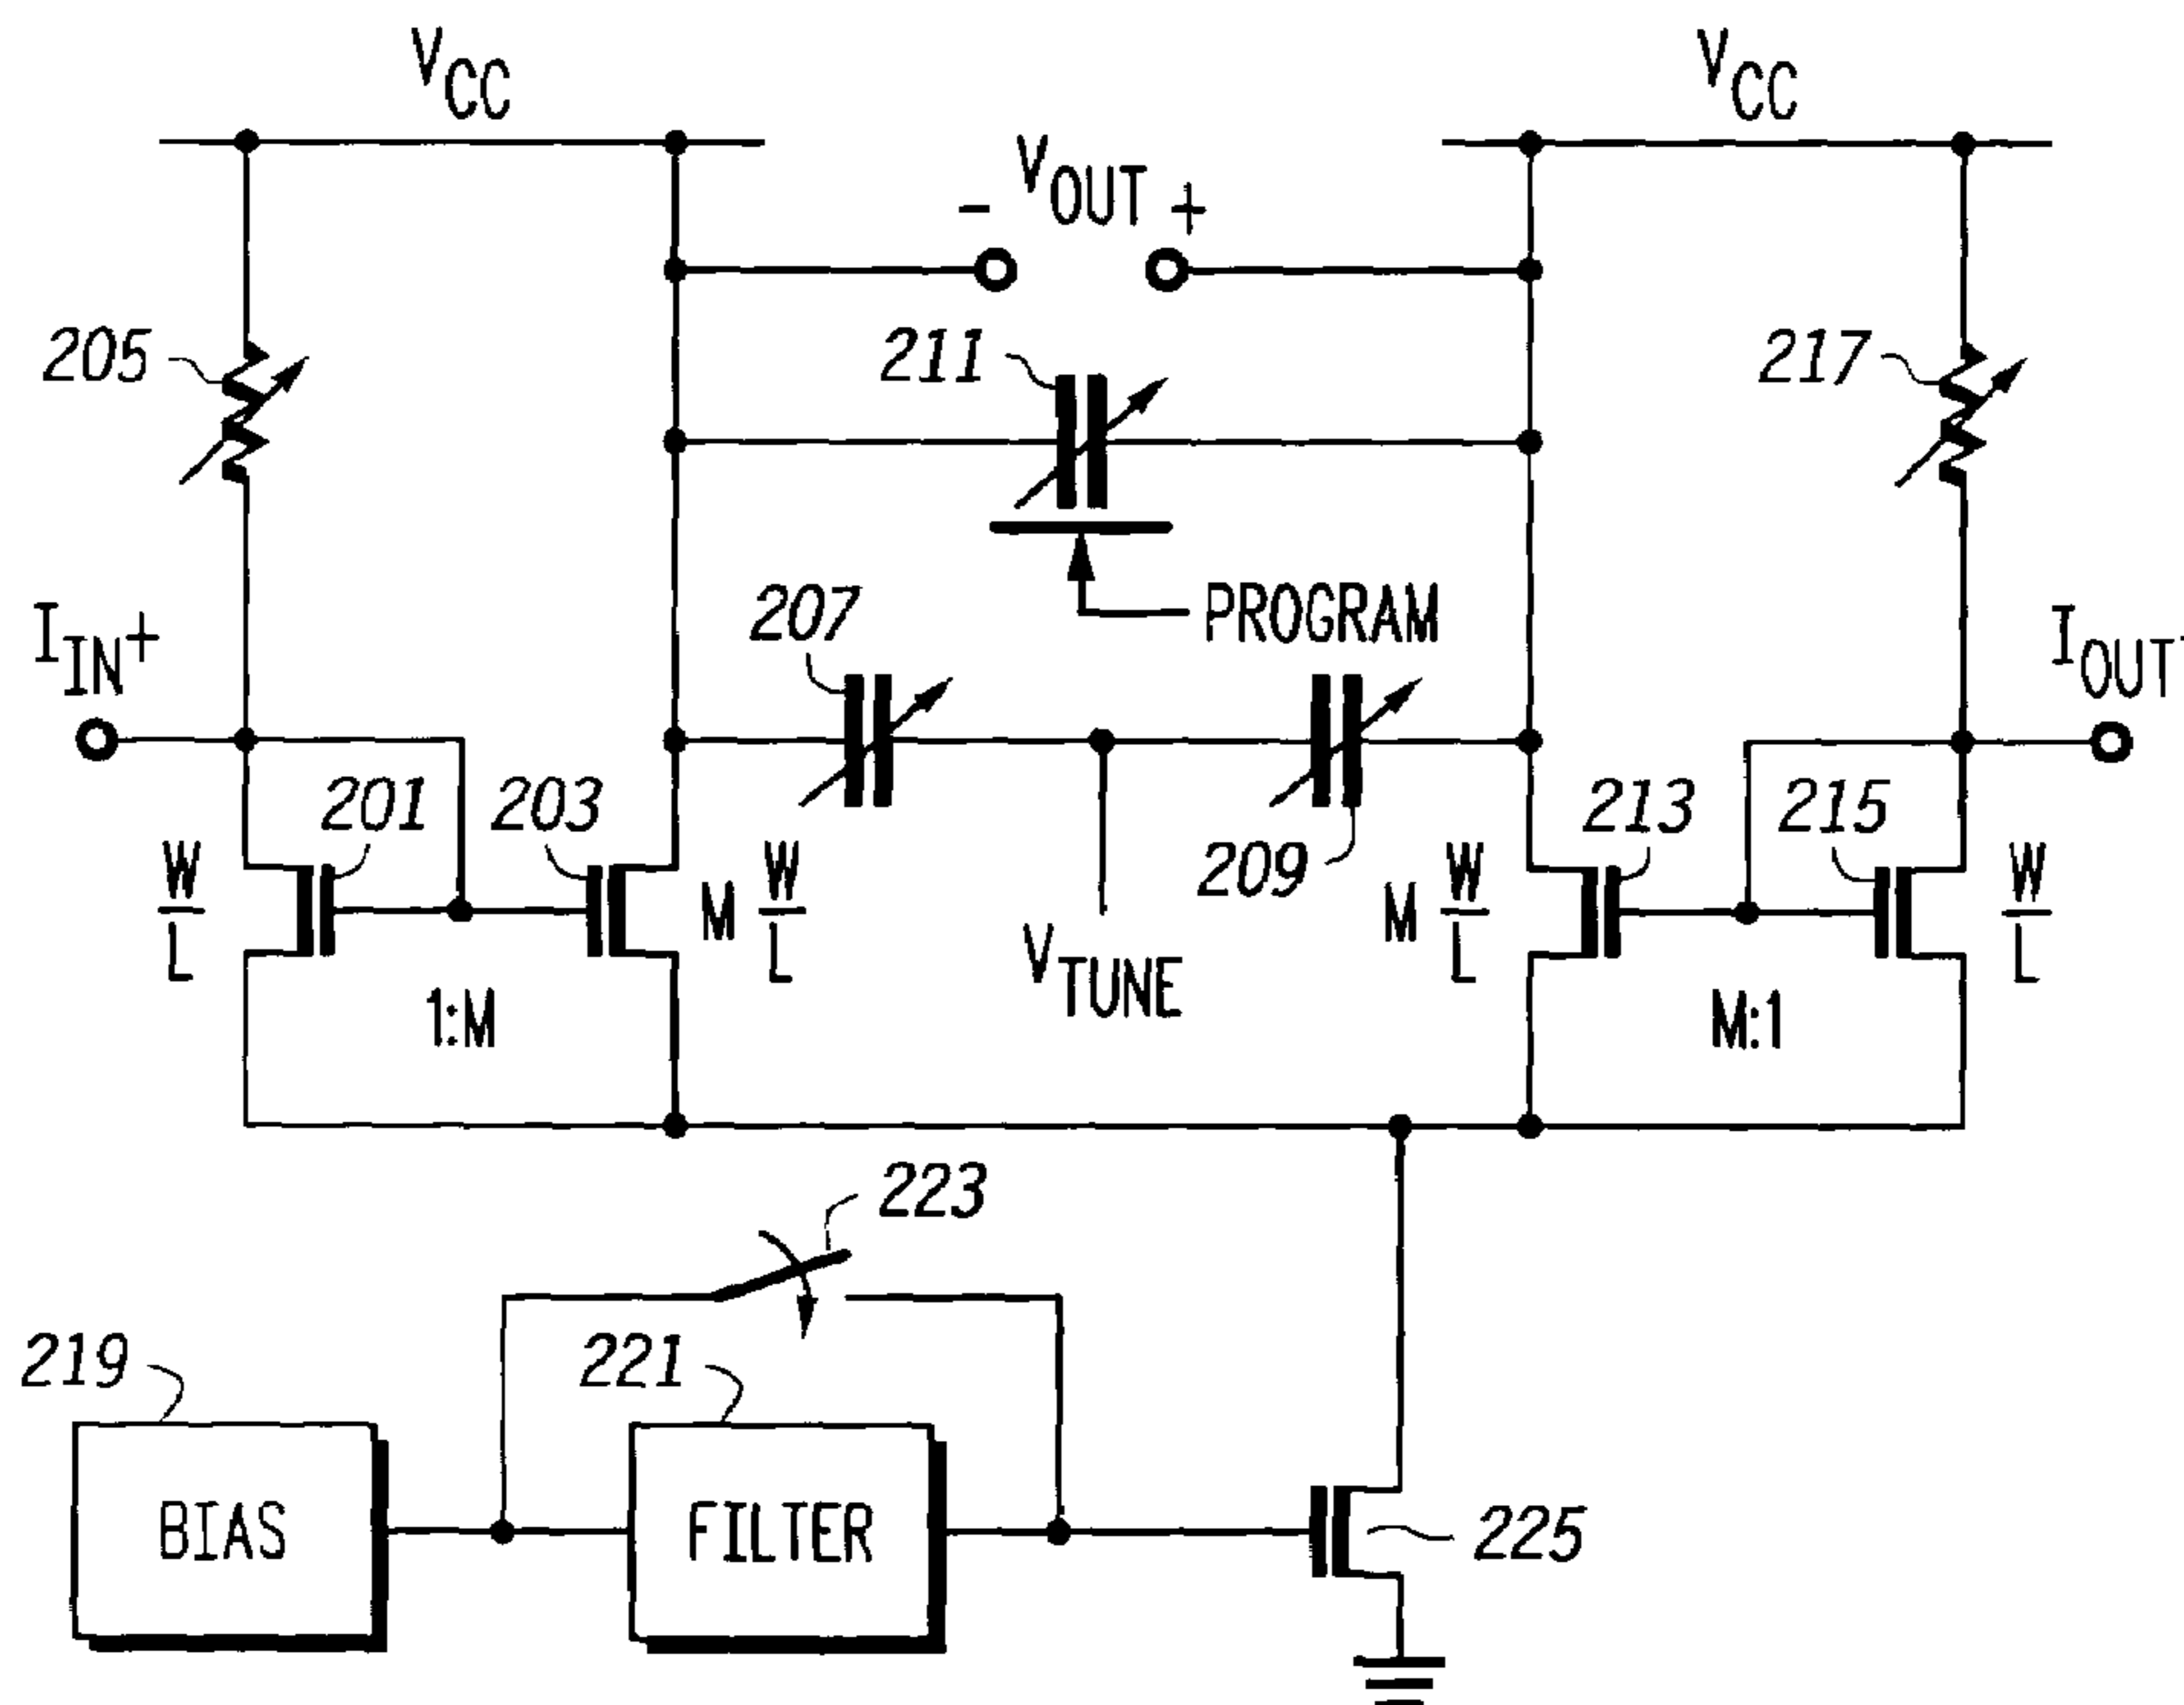 VCC
VCC
- VOUT +
205
211
217
PROGRAM
207
IIN+
IOUT
201
203
213
215
209
W
L
M W
L
M W
L
W
L
VTUNE
1:M
M:1
223
219
221
BIAS
FILTER
225